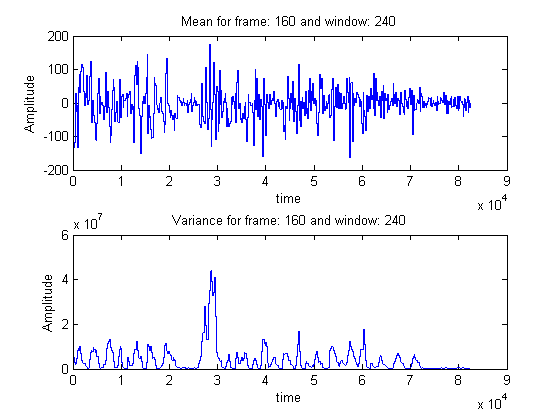 Mean for frame: 160 and window: 240
200
100
0
-100
-200
Amplitude
0 1 2 3 4 5 6 7 8 9
time
x 10^4
Variance for frame: 160 and window: 240
x 10^7
6
4
2
0
Amplitude
0 1 2 3 4 5 6 7 8 9
time
x 10^4